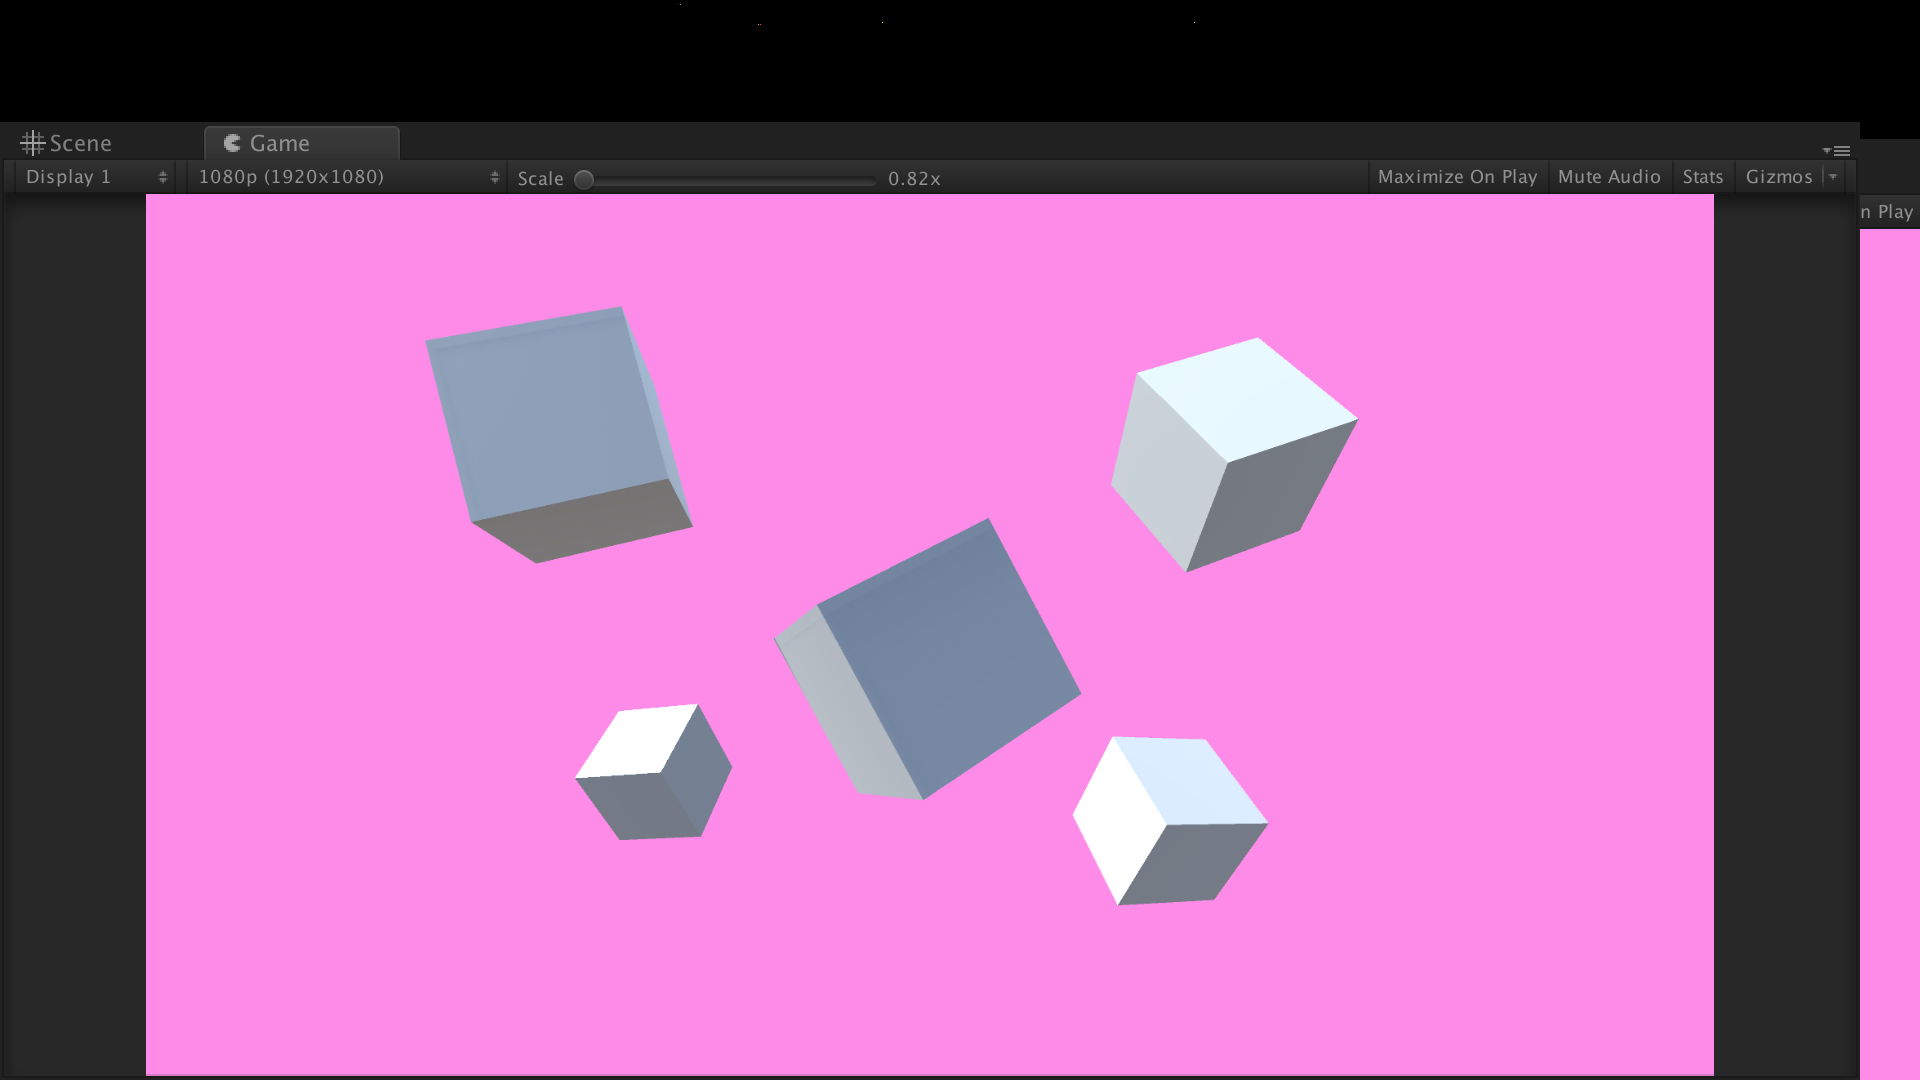 Scene
Game
Display 1
1080p (1920x1080)
Scale
0.82x
Maximize On Play
Mute Audio
Stats
Gizmos
n Play